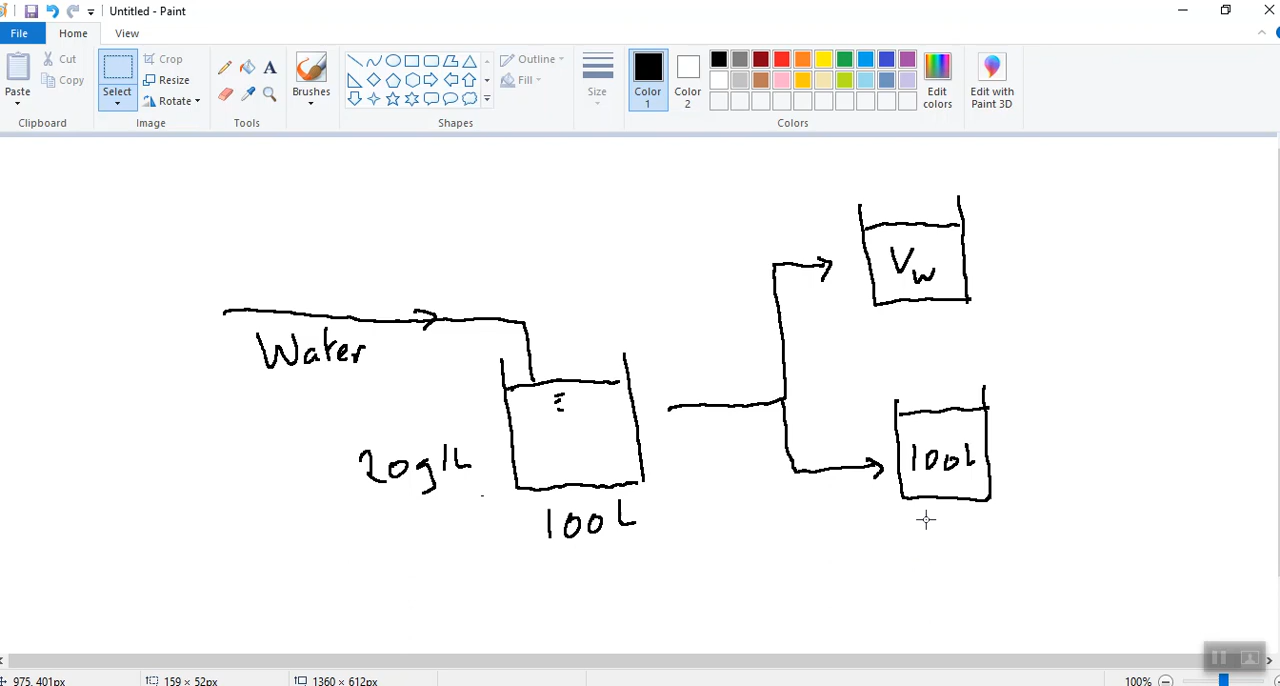 Untitled - Paint
File Home View
Paste
Cut
Copy
Clipboard
Select
Crop
Resize
Rotate
Image
A
Tools
Brushes
Shapes
Outline
Fill
Size
Color 1
Color 2
Colors
Edit colors
Edit with Paint 3D
Vw
Water
20g/L
100L
100L
975, 401px
159 × 52px
1360 × 612px
100%